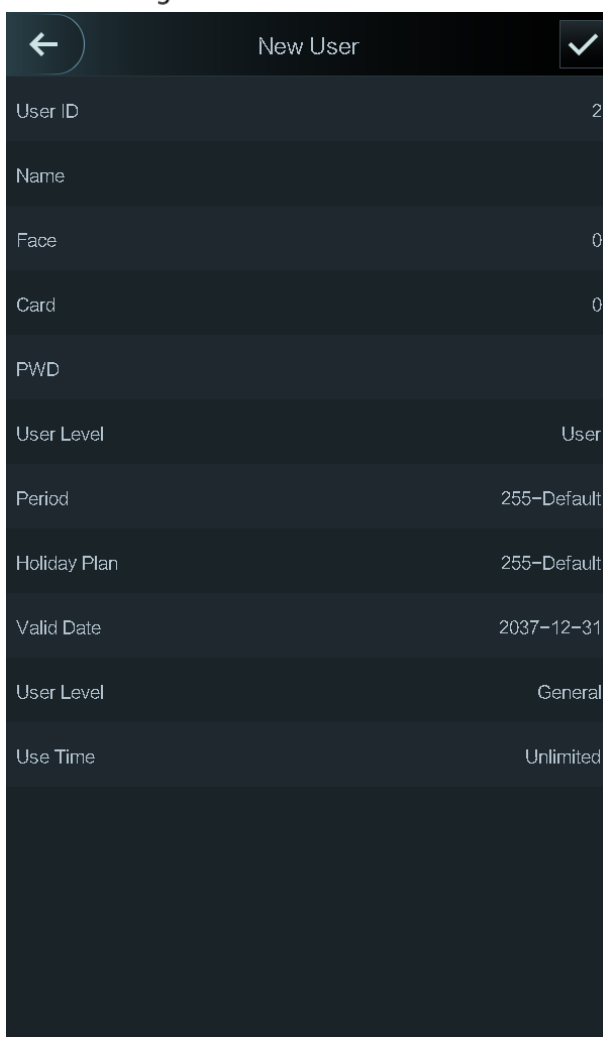 New User
User ID 2
Name
Face 0
Card 0
PWD
User Level User
Period 255-Default
Holiday Plan 255-Default
Valid Date 2037-12-31
User Level General
Use Time Unlimited